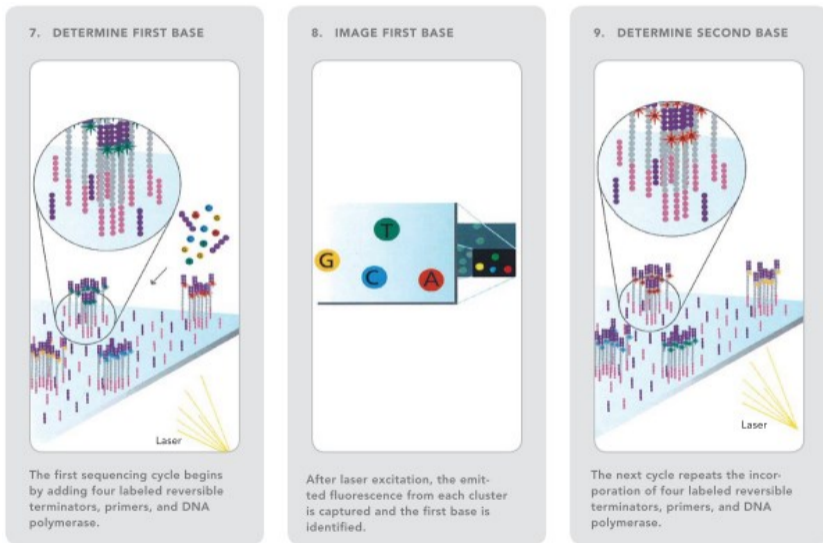 7. DETERMINE FIRST BASE
Laser
The first sequencing cycle begins
by adding four labeled reversible
terminators, primers, and DNA
polymerase.
8. IMAGE FIRST BASE
T
G
C
A
After laser excitation, the emit-
ted fluorescence from each cluster
is captured and the first base is
identified.
9. DETERMINE SECOND BASE
Laser
The next cycle repeats the incor-
poration of four labeled reversible
terminators, primers, and DNA
polymerase.